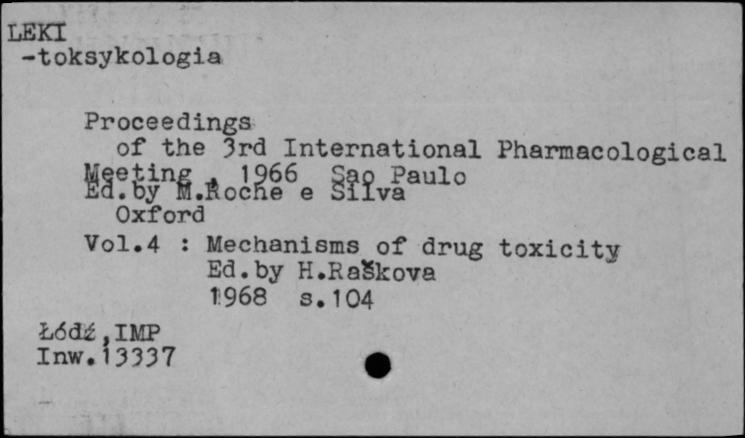 LEKI
-toksykologia
Proceedings
of the 3rd International Pharmacological
Meeting , 1966 Sao Paulo
Ed.by M.Roche e Silva
Oxford
Vol.4 : Mechanisms of drug toxicity
Ed.by H.Raškova
1968 s.104
Łódź,IMP
Inw.13337